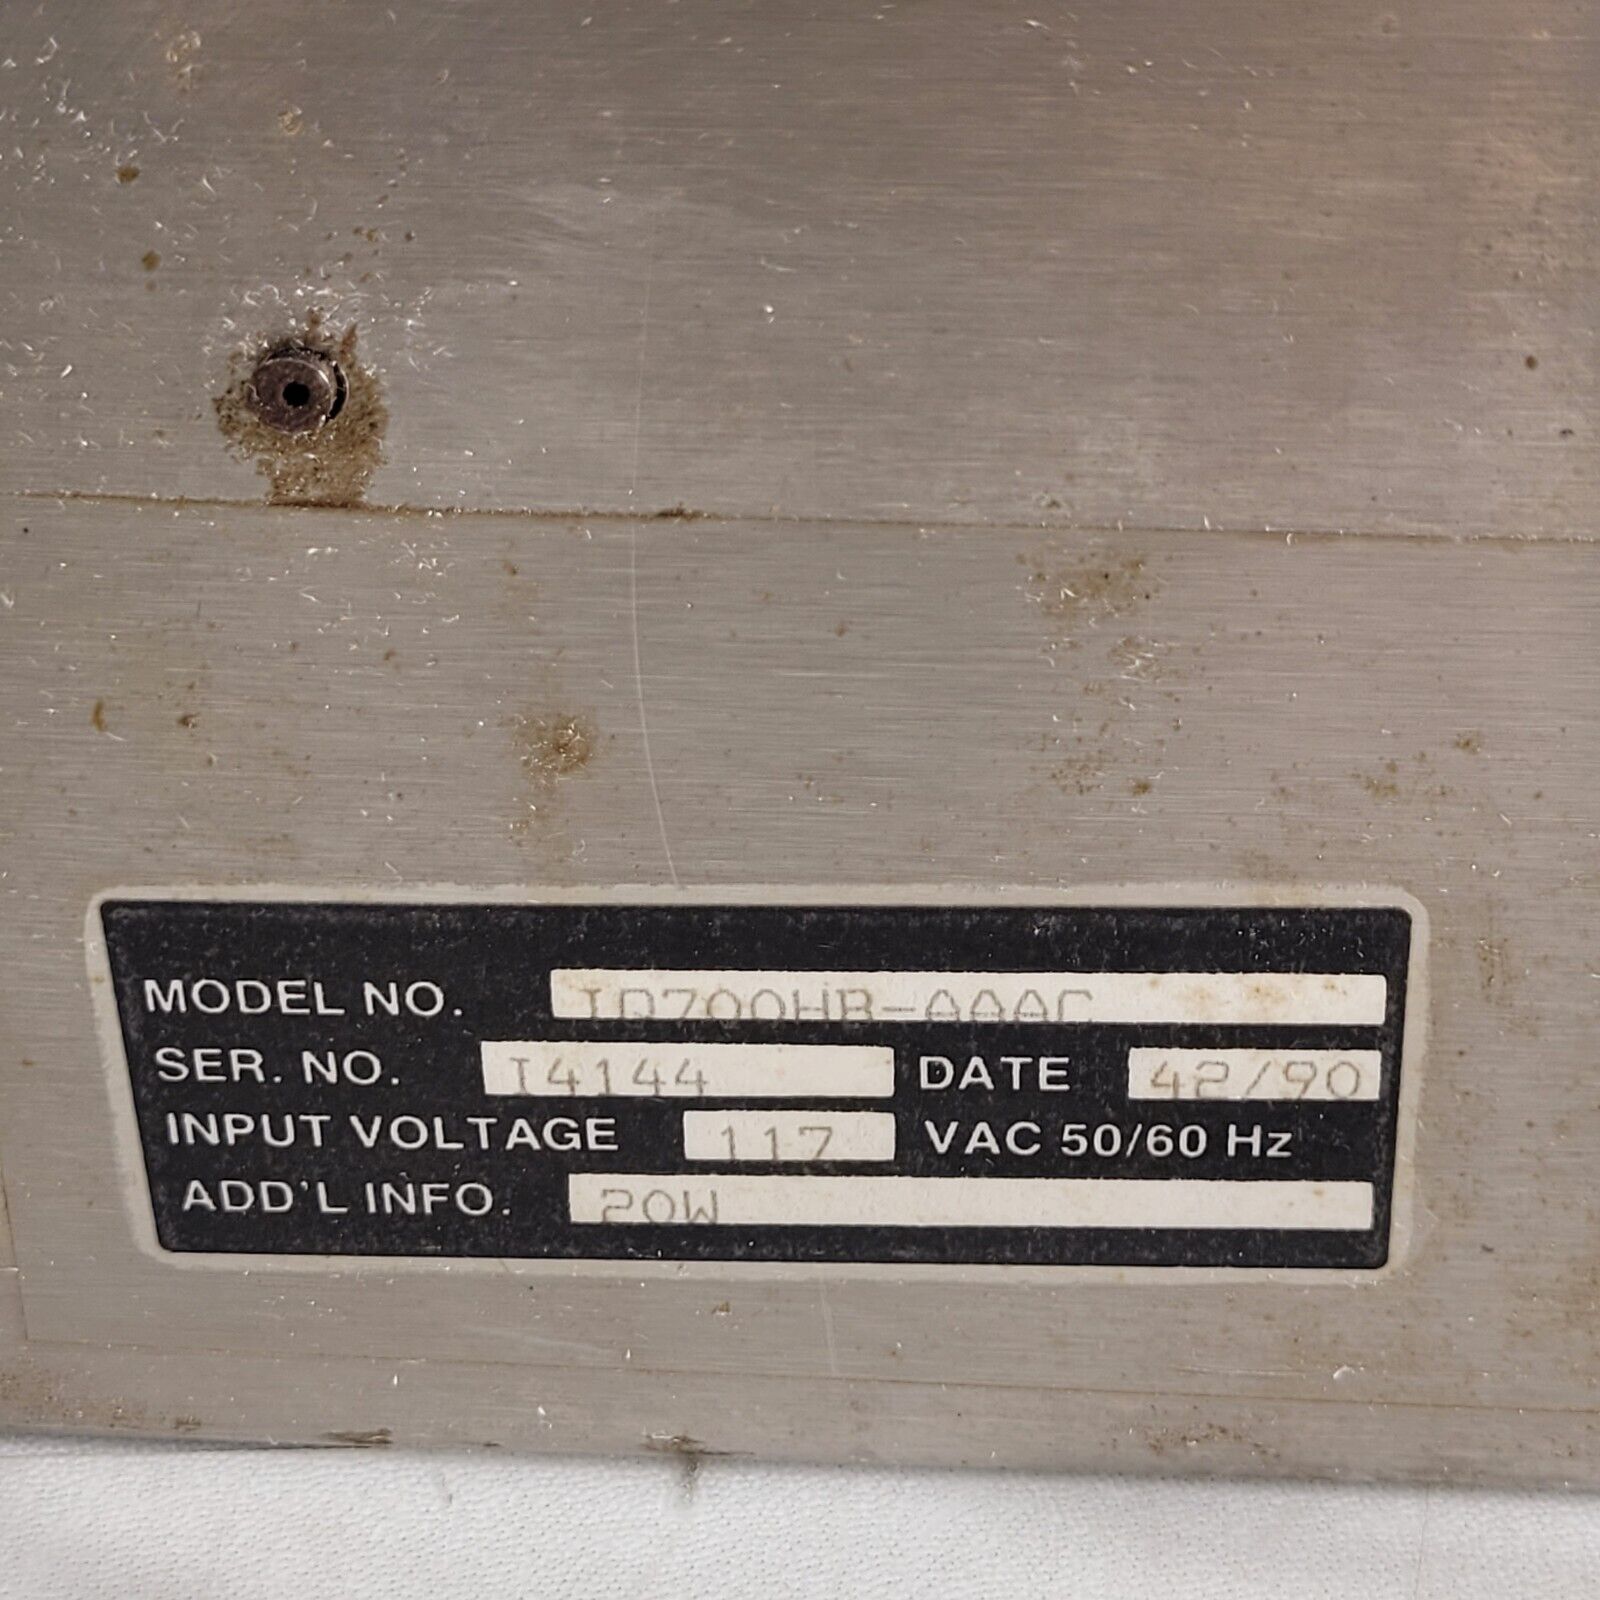 MODEL NO. IQ700HB-AAAC
SER. NO. I4144 DATE 42/90
INPUT VOLTAGE 117 VAC 50/60 Hz
ADD'L INFO. 20W